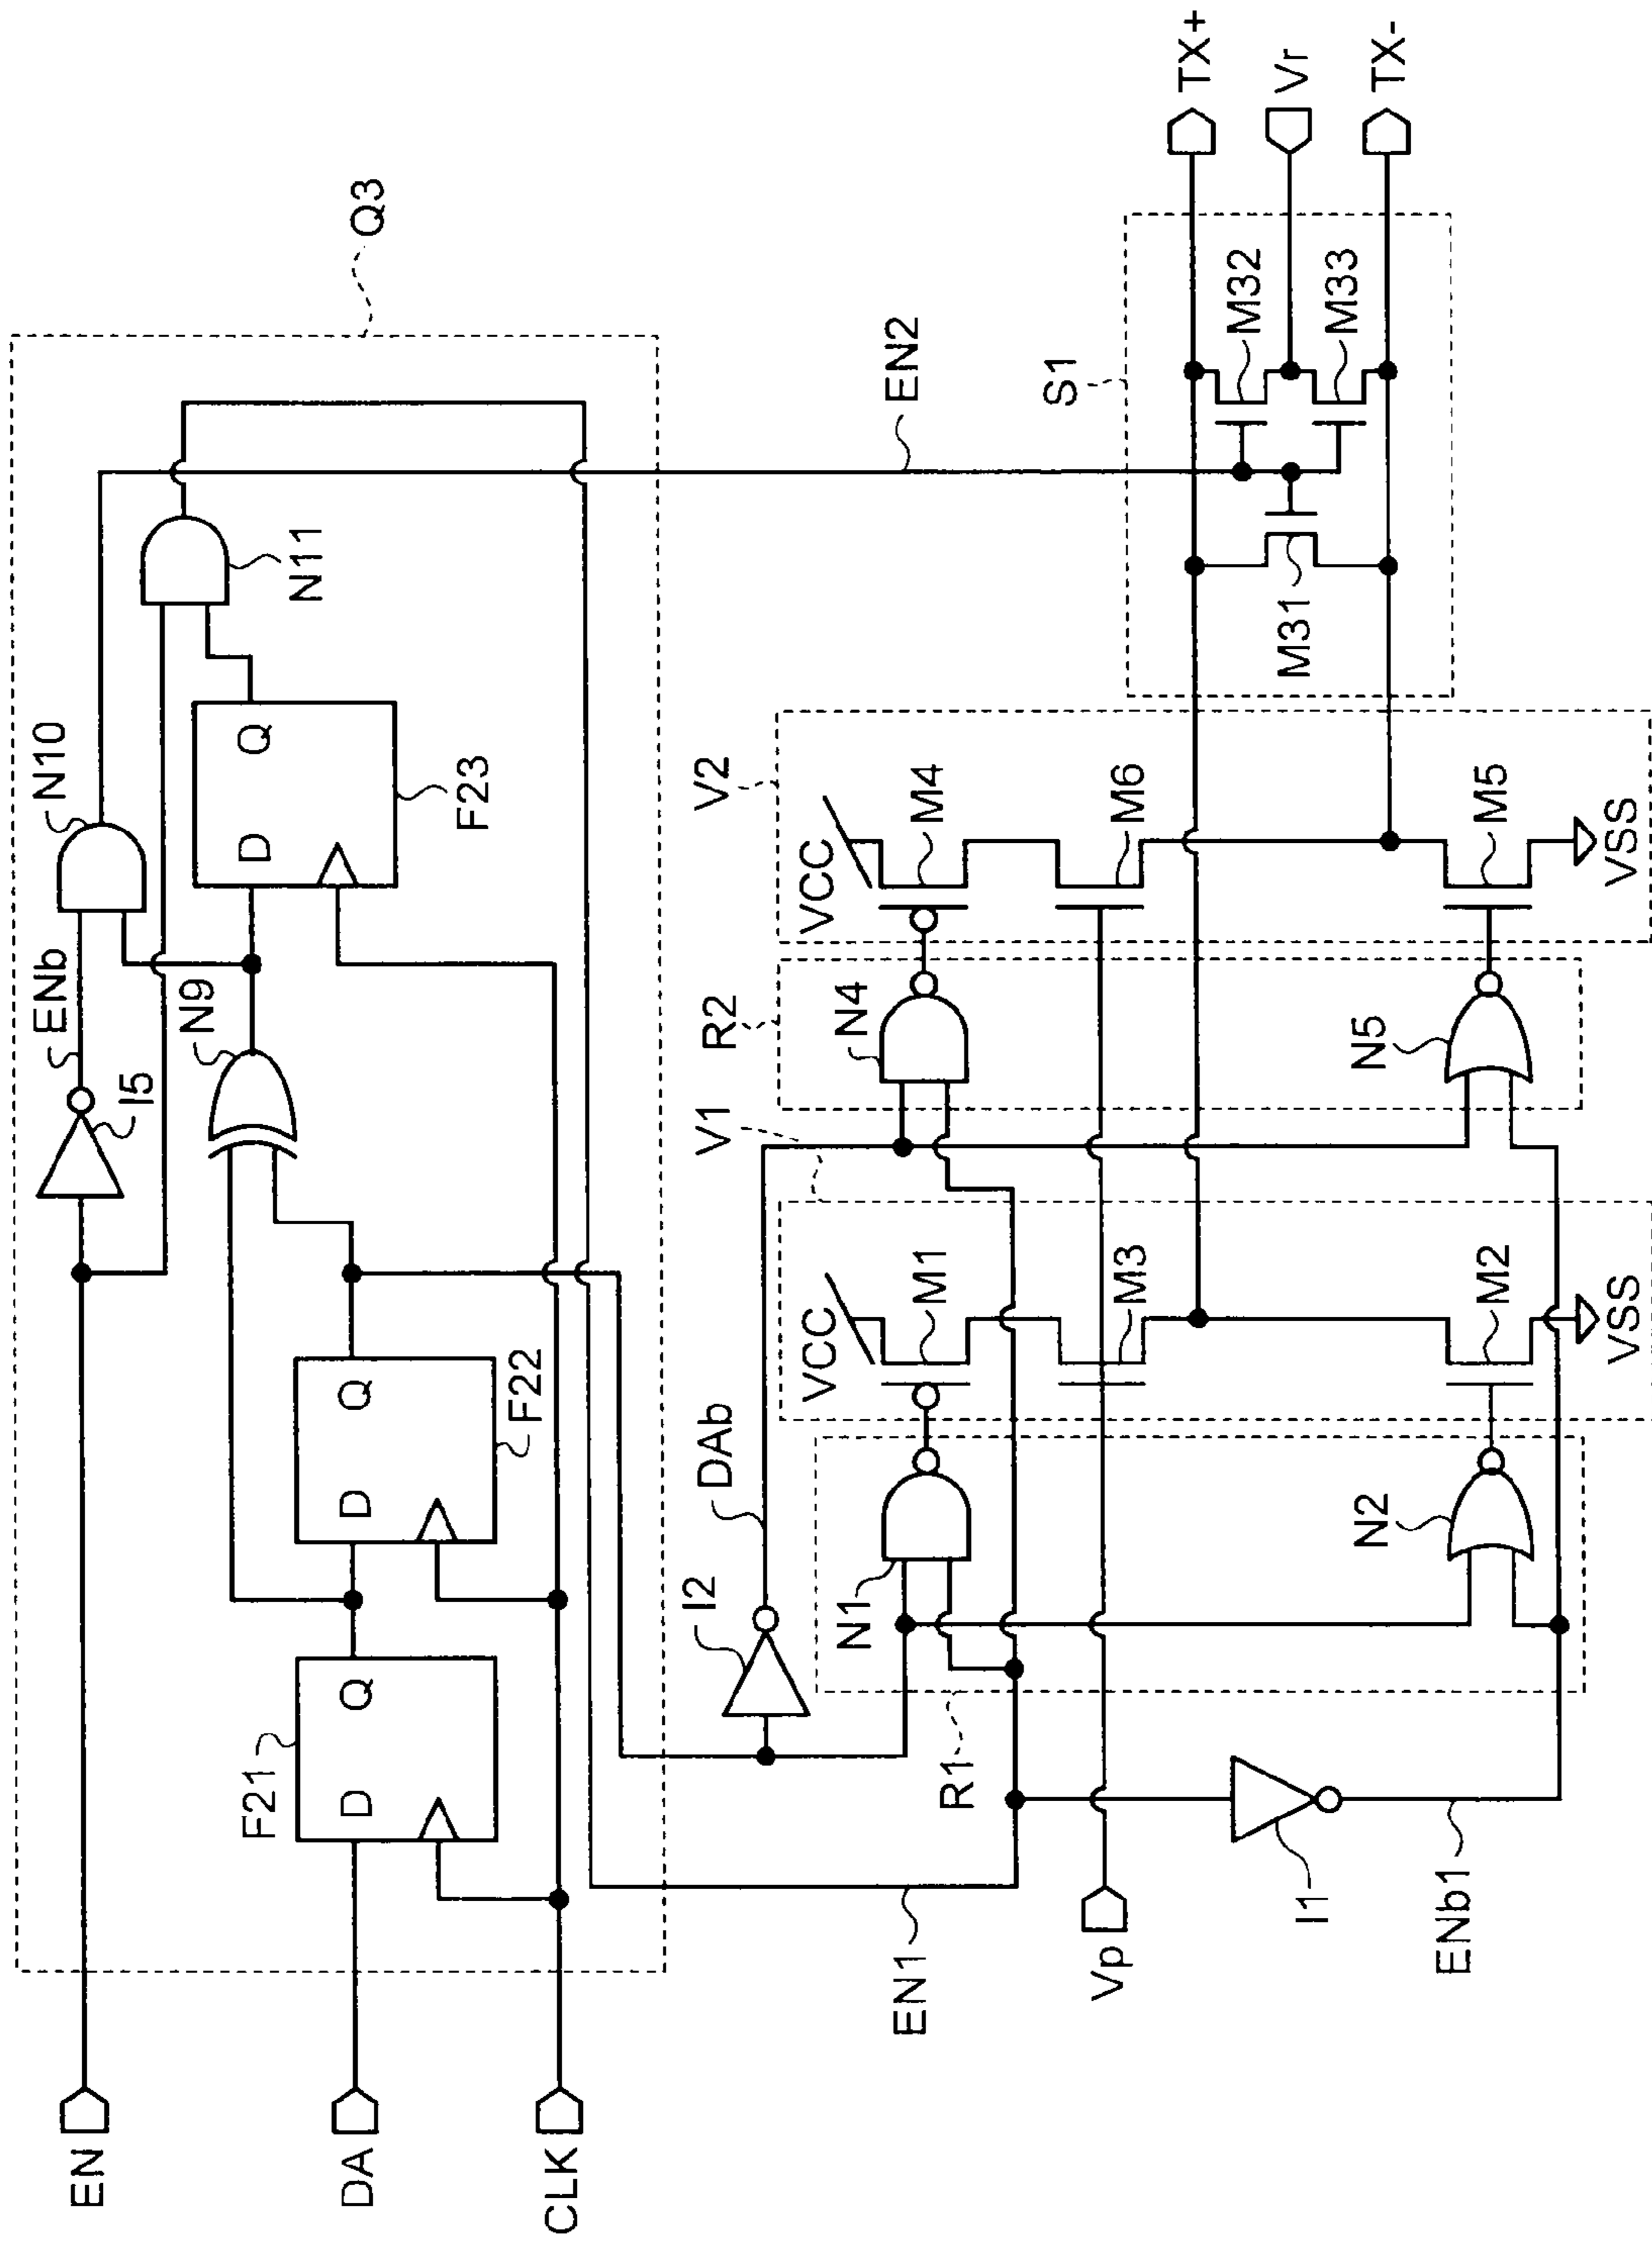 EN
DA
CLK
Q3
I5
ENb
N10
N9
N11
F21
D
Q
F22
D
Q
F23
D
Q
EN2
I2
DAb
V1
R2
V2
S1
N1
VCC
M1
N4
VCC
M4
R1
M3
M6
EN1
Vp
I1
ENb1
N2
M2
VSS
N5
M5
VSS
M31
M32
M33
TX+
Vr
TX-